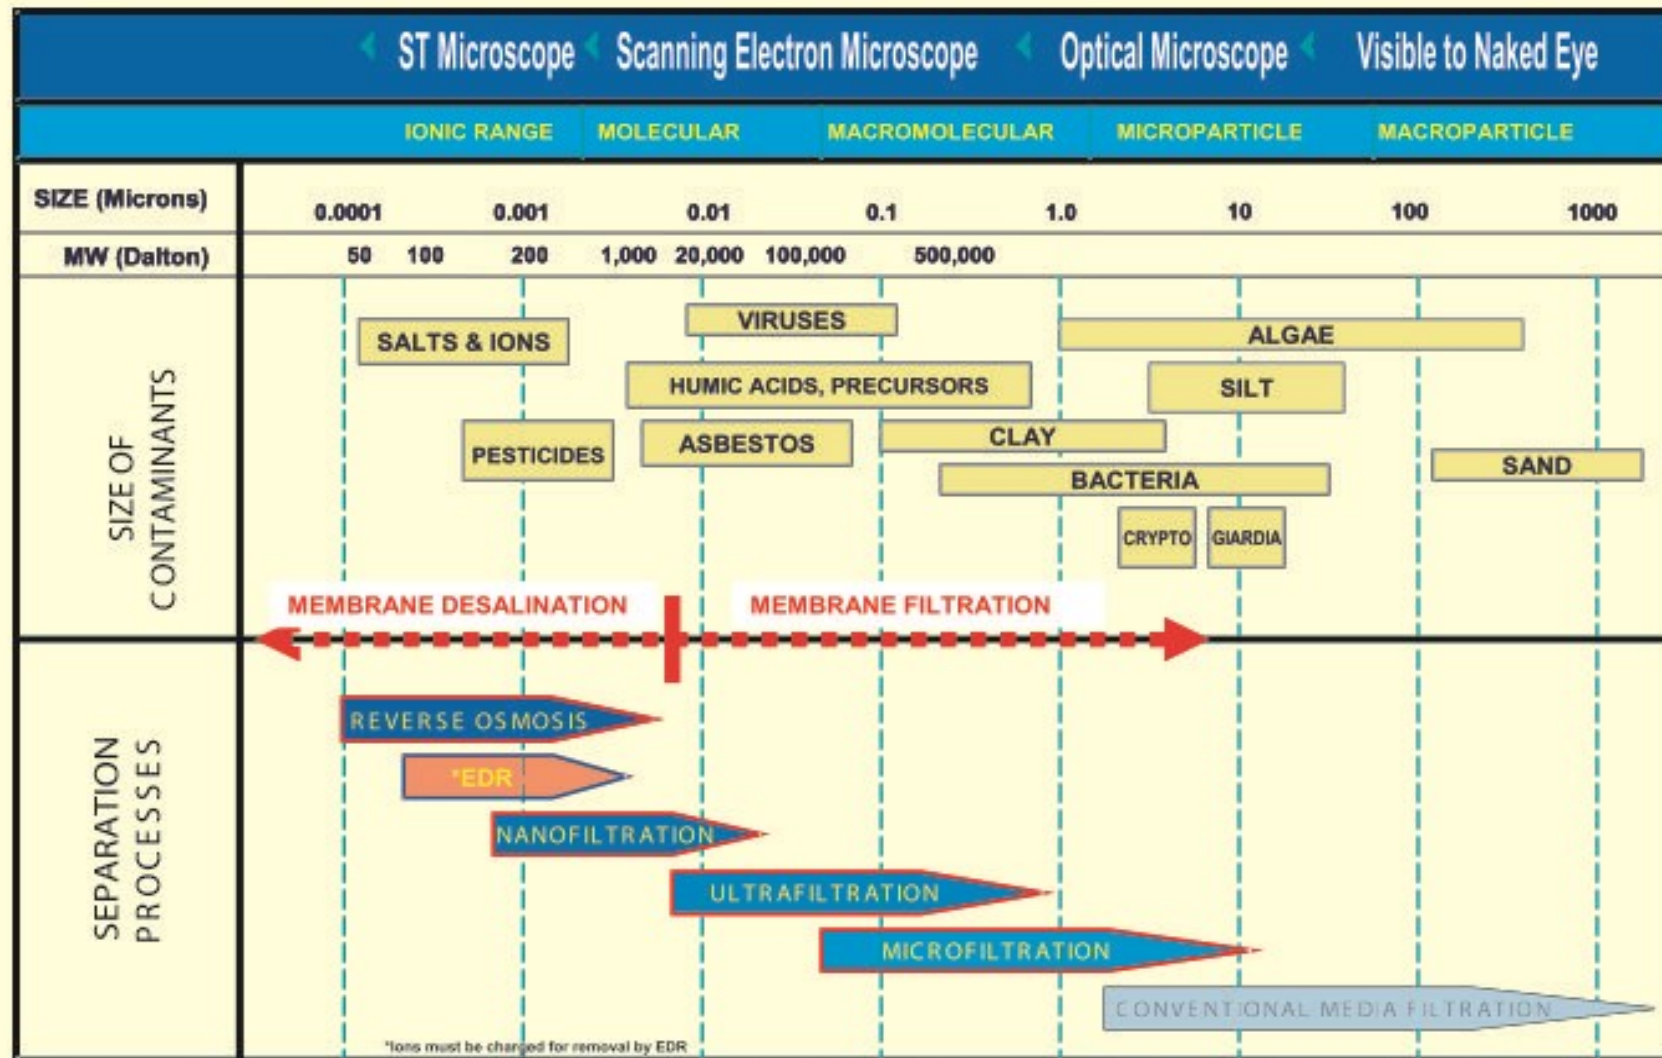 ST Microscope Scanning Electron Microscope Optical Microscope Visible to Naked Eye
IONIC RANGE MOLECULAR MACROMOLECULAR MICROPARTICLE MACROPARTICLE
SIZE (Microns) 0.0001 0.001 0.01 0.1 1.0 10 100 1000
MW (Dalton) 50 100 200 1,000 20,000 100,000 500,000
SIZE OF
CONTAMINANTS
VIRUSES
SALTS & IONS
ALGAE
HUMIC ACIDS, PRECURSORS
SILT
PESTICIDES
ASBESTOS
CLAY
SAND
BACTERIA
CRYPTO
GIARDIA
MEMBRANE DESALINATION
MEMBRANE FILTRATION
SEPARATION
PROCESSES
REVERSE OSMOSIS
*EDR
NANOFILTRATION
ULTRAFILTRATION
MICROFILTRATION
CONVENTIONAL MEDIA FILTRATION
*Ions must be charged for removal by EDR